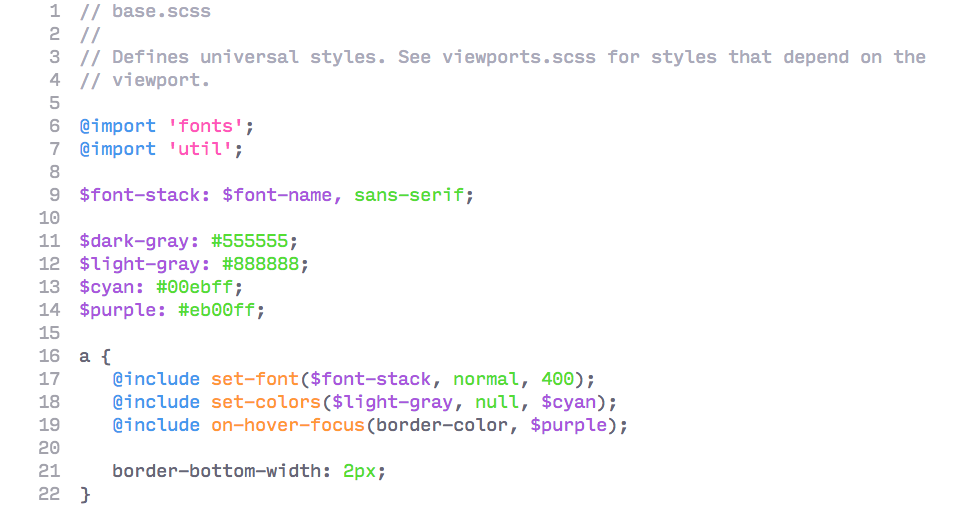 1 // base.scss
2 //
3 // Defines universal styles. See viewports.scss for styles that depend on the
4 // viewport.
5
6 @import 'fonts';
7 @import 'util';
8
9 $font-stack: $font-name, sans-serif;
10
11 $dark-gray: #555555;
12 $light-gray: #888888;
13 $cyan: #00ebff;
14 $purple: #eb00ff;
15
16 a {
17    @include set-font($font-stack, normal, 400);
18    @include set-colors($light-gray, null, $cyan);
19    @include on-hover-focus(border-color, $purple);
20
21    border-bottom-width: 2px;
22 }